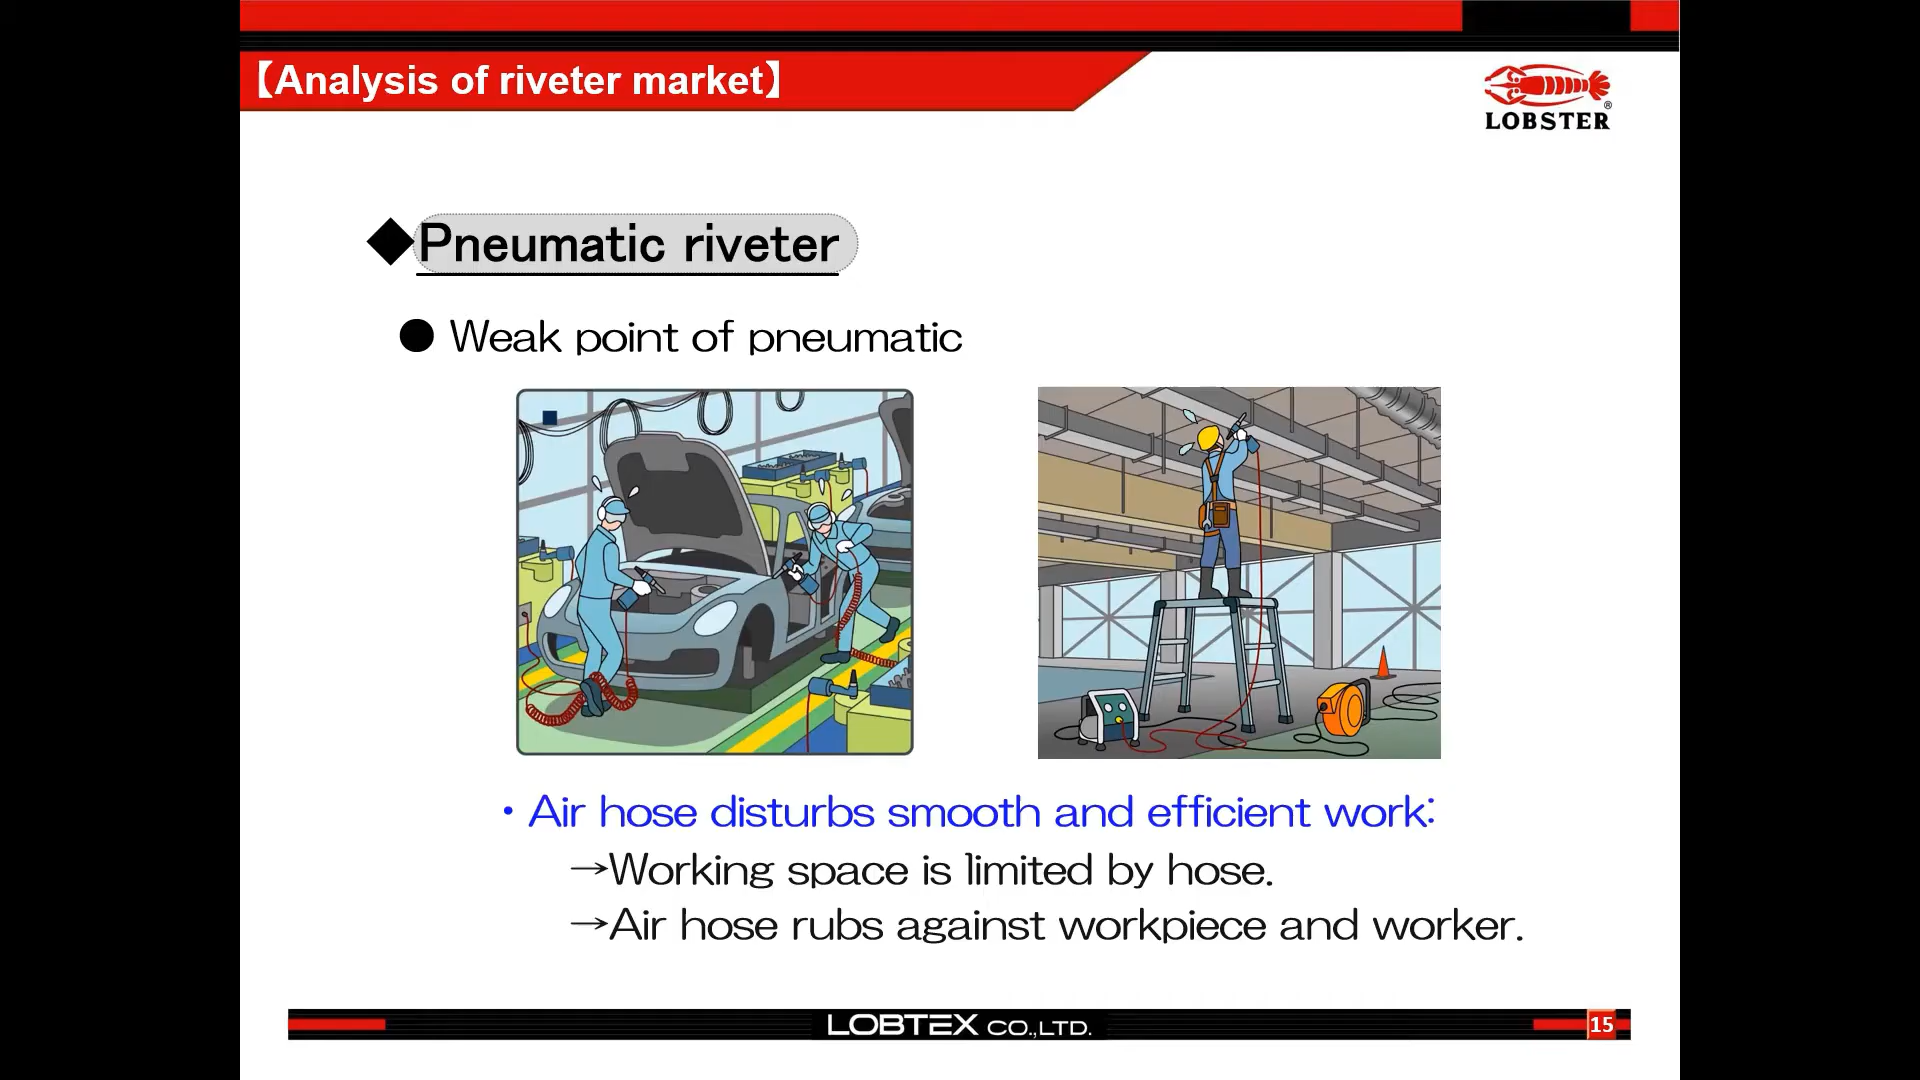 【Analysis of riveter market】
LOBSTER®
◆Pneumatic riveter
● Weak point of pneumatic
・Air hose disturbs smooth and efficient work:
→Working space is limited by hose.
→Air hose rubs against workpiece and worker.
LOBTEX CO.,LTD.
15